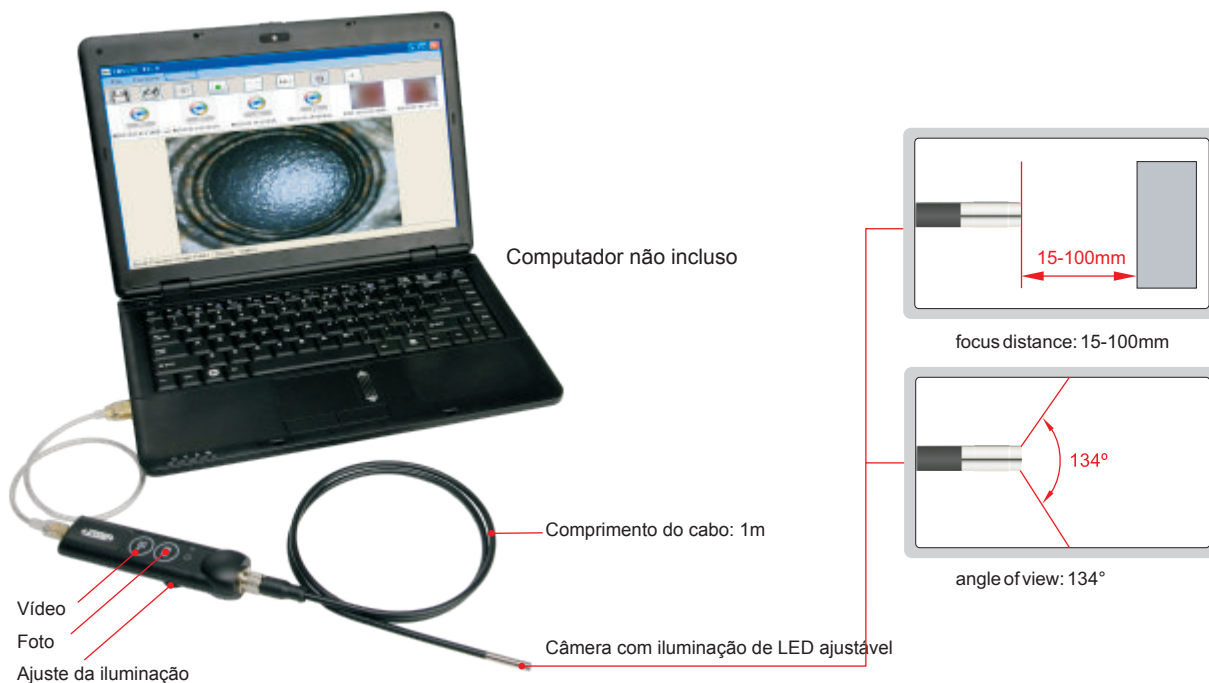 Computador não incluso
15-100mm
focus distance: 15-100mm
134º
angle of view: 134°
Comprimento do cabo: 1m
Vídeo
Foto
Ajuste da iluminação
Câmera com iluminação de LED ajustável